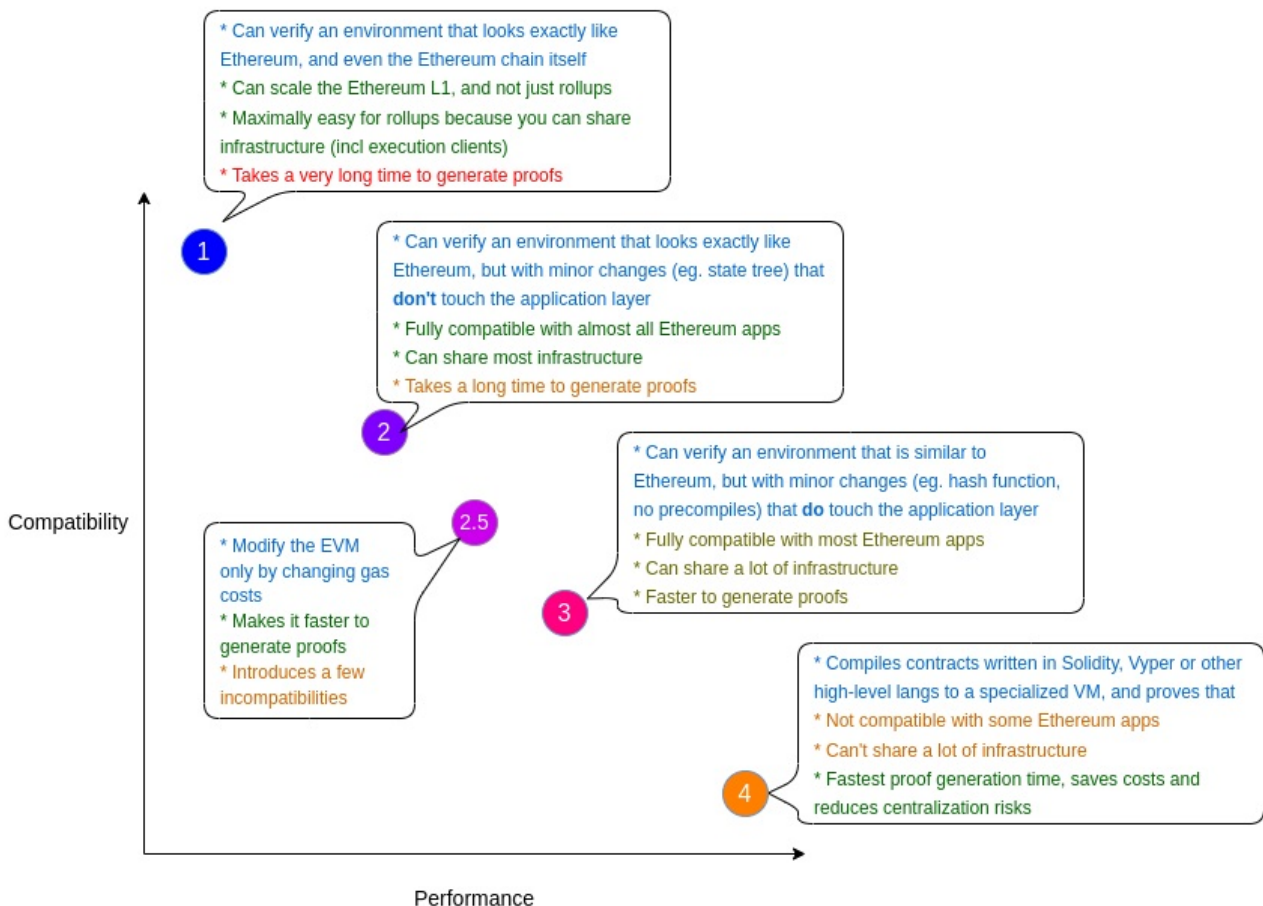 * Can verify an environment that looks exactly like
Ethereum, and even the Ethereum chain itself
* Can scale the Ethereum L1, and not just rollups
* Maximally easy for rollups because you can share
infrastructure (incl execution clients)
* Takes a very long time to generate proofs
1
* Can verify an environment that looks exactly like
Ethereum, but with minor changes (eg. state tree) that
don't touch the application layer
* Fully compatible with almost all Ethereum apps
* Can share most infrastructure
* Takes a long time to generate proofs
2
Compatibility
2.5
* Modify the EVM
only by changing gas
costs
* Makes it faster to
generate proofs
* Introduces a few
incompatibilities
* Can verify an environment that is similar to
Ethereum, but with minor changes (eg. hash function,
no precompiles) that do touch the application layer
* Fully compatible with most Ethereum apps
* Can share a lot of infrastructure
* Faster to generate proofs
3
* Compiles contracts written in Solidity, Vyper or other
high-level langs to a specialized VM, and proves that
* Not compatible with some Ethereum apps
* Can't share a lot of infrastructure
* Fastest proof generation time, saves costs and
reduces centralization risks
4
Performance